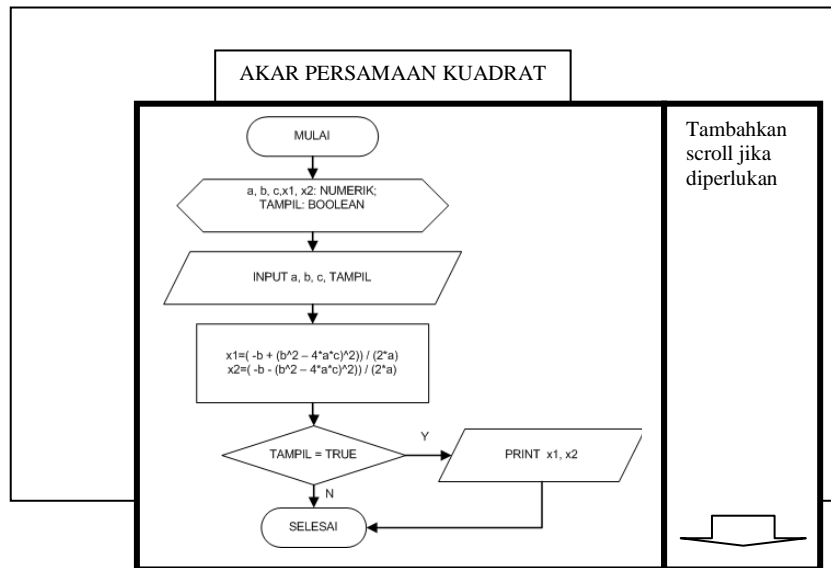 AKAR PERSAMAAN KUADRAT
MULAI
a, b, c,x1, x2: NUMERIK;
TAMPIL: BOOLEAN
INPUT a, b, c, TAMPIL
x1=( -b + (b^2 – 4*a*c)^2)) / (2*a)
x2=( -b - (b^2 – 4*a*c)^2)) / (2*a)
TAMPIL = TRUE
Y
PRINT x1, x2
N
SELESAI
Tambahkan
scroll jika
diperlukan